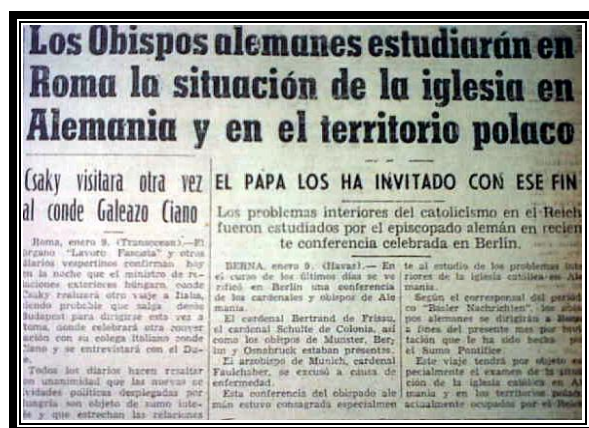 Los Obispos alemanes estudiarán en
Roma la situación de la iglesia en
Alemania y en el territorio polaco
Csaky visitara otra vez
al conde Galeazo Ciano
Roma, enero 9. (Transocean).—El
organo "Lavoro Fascista" y otros
diarios vespertinos confirman hoy
en la noche que el ministro de re-
laciones exteriores húngaro, conde
Csaky realizará otro viaje a Italia,
siendo probable que salga desde
Budapest para dirigirse esta vez a
Roma, donde celebrará otra conver
sación con su colega italiano conde
Ciano y se entrevistará con el Du-
ce.
Todos los diarios hacen resaltar
con unanimidad que las nuevas ac-
tividades políticas desplegadas por
Hungría son objeto de sumo inte-
rés y que estrechan las relaciones
EL PAPA LOS HA INVITADO CON ESE FIN
Los problemas interiores del catolicismo en el Reich
fueron estudiados por el episcopado alemán en recien
te conferencia celebrada en Berlín.
BERNA, enero 9. (Havas).— En
el curso de los últimos días se ve
rificó en Berlín una conferencia
de los cardenales y obispos de Ale
mania.
El cardenal Bertrand de Frissu,
el cardenal Schulte de Colonia, así
como los obispos de Munster, Ber;
lin y Osnabruck estaban presentes.
El arzobispo de Munich, cardenal
Faulchaber, se excusó a causa de
enfermedad.
Esta conferencia del obispado ale
mán estuvo consagrada especialmen
te al estudio de los problemas inte
riores de la iglesia católica en Ale
mania.
Según el corresponsal del periódi
co "Basler Nachrichten", los obis
pos alemanes se dirigirán a Roma
a fines del presente mes por invi
tación que le ha sido hecha por
el Sumo Pontífice.
Este viaje tendrá por objeto es
pecialmente el examen de la situa
ción de la iglesia católica en Ale
mania y en los territorios polacos
actualmente ocupados por el Reich